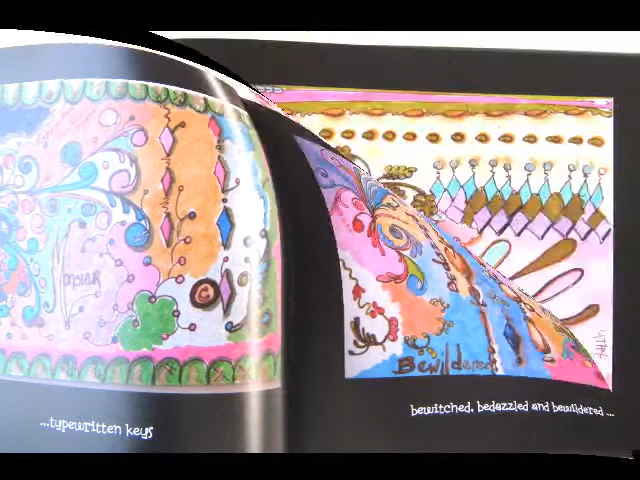 ...typewritten keys
Bewildered
bewitched, bedazzled and bewildered ...